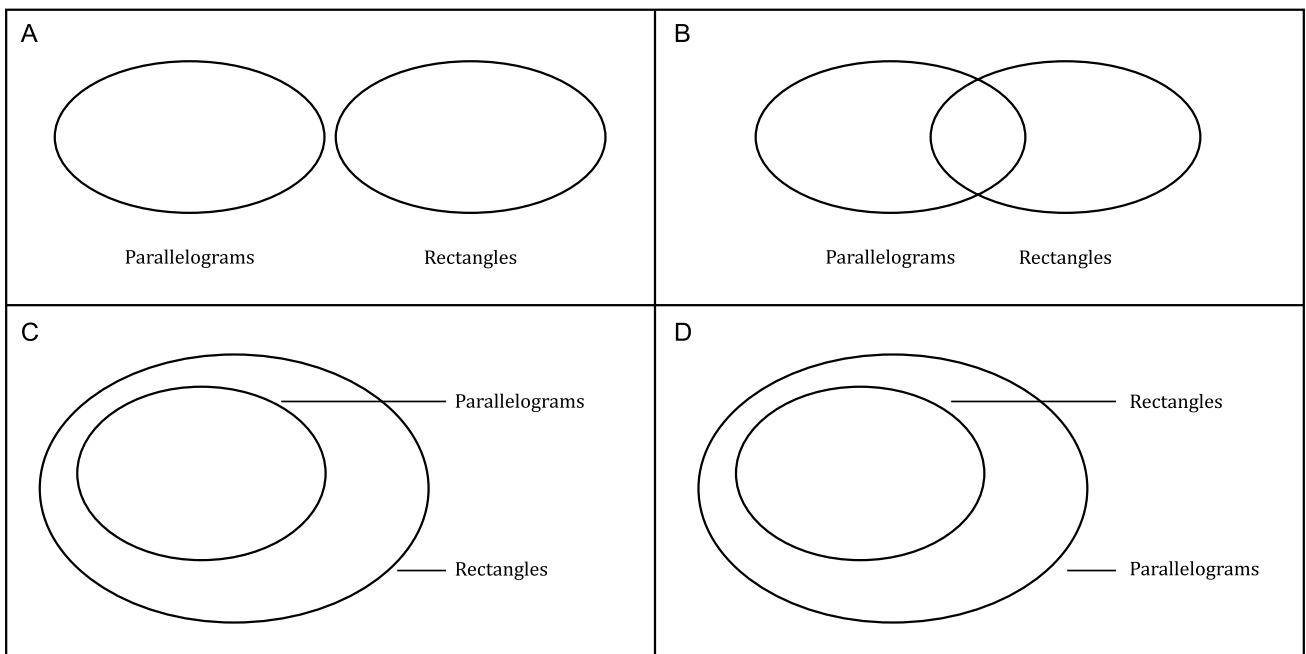 A
Parallelograms Rectangles
B
Parallelograms Rectangles
C
Parallelograms
Rectangles
D
Rectangles
Parallelograms